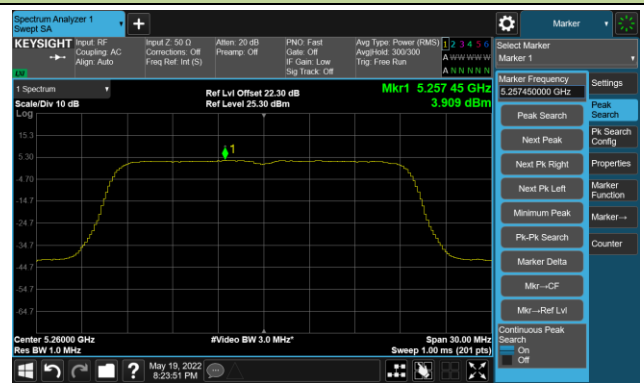 Spectrum Analyzer 1
Swept SA
+
Marker
KEYSIGHT
Input: RF
Coupling: AC
Align: Auto
Input Z: 50 Ω
Corrections: Off
Freq Ref: Int (S)
Atten: 20 dB
Preamp: Off
PNO: Fast
Gate: Off
IF Gain: Low
Sig Track: Off
Avg Type: Power (RMS)
Avg|Hold: 300/300
Trig: Free Run
1 2 3 4 5 6
A W W W W W
A N N N N N
LXI
Select Marker
Marker 1
1 Spectrum
Scale/Div 10 dB
Log
Ref Lvl Offset 22.30 dB
Ref Level 25.30 dBm
Mkr1 5.257 45 GHz
3.909 dBm
15.3
5.30
-4.70
-14.7
-24.7
-34.7
-44.7
-54.7
-64.7
1
Center 5.26000 GHz
Res BW 1.0 MHz
#Video BW 3.0 MHz*
Span 30.00 MHz
Sweep 1.00 ms (201 pts)
Marker Frequency
5.257450000 GHz
Peak Search
Next Peak
Next Pk Right
Next Pk Left
Minimum Peak
Pk-Pk Search
Marker Delta
Mkr→CF
Mkr→Ref Lvl
Continuous Peak
Search
On
Off
Settings
Peak
Search
Pk Search
Config
Properties
Marker
Function
Marker→
Counter
?
May 19, 2022
8:23:51 PM